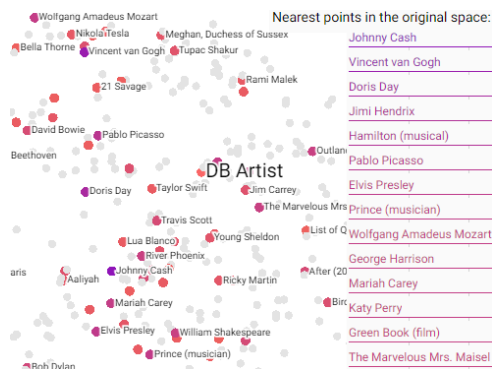 Wolfgang Amadeus Mozart
Nearest points in the original space:
Nikola Tesla
Meghan, Duchess of Sussex
Johnny Cash
Bella Thorne
Vincent van Gogh
Tupac Shakur
Vincent van Gogh
21 Savage
Rami Malek
Doris Day
Jimi Hendrix
David Bowie
Pablo Picasso
Hamilton (musical)
Beethoven
Outlan
Pablo Picasso
DB Artist
Elvis Presley
Doris Day
Taylor Swift
Jim Carrey
The Marvelous Mrs
Prince (musician)
Travis Scott
List of Q
Wolfgang Amadeus Mozart
Lua Blanco
Young Sheldon
River Phoenix
George Harrison
aris
Aaliyah
Johnny Cash
Ricky Martin
After (20
Mariah Carey
Mariah Carey
Bird
Katy Perry
Elvis Presley
William Shakespeare
Green Book (film)
Prince (musician)
The Marvelous Mrs. Maisel
Bob Dylan